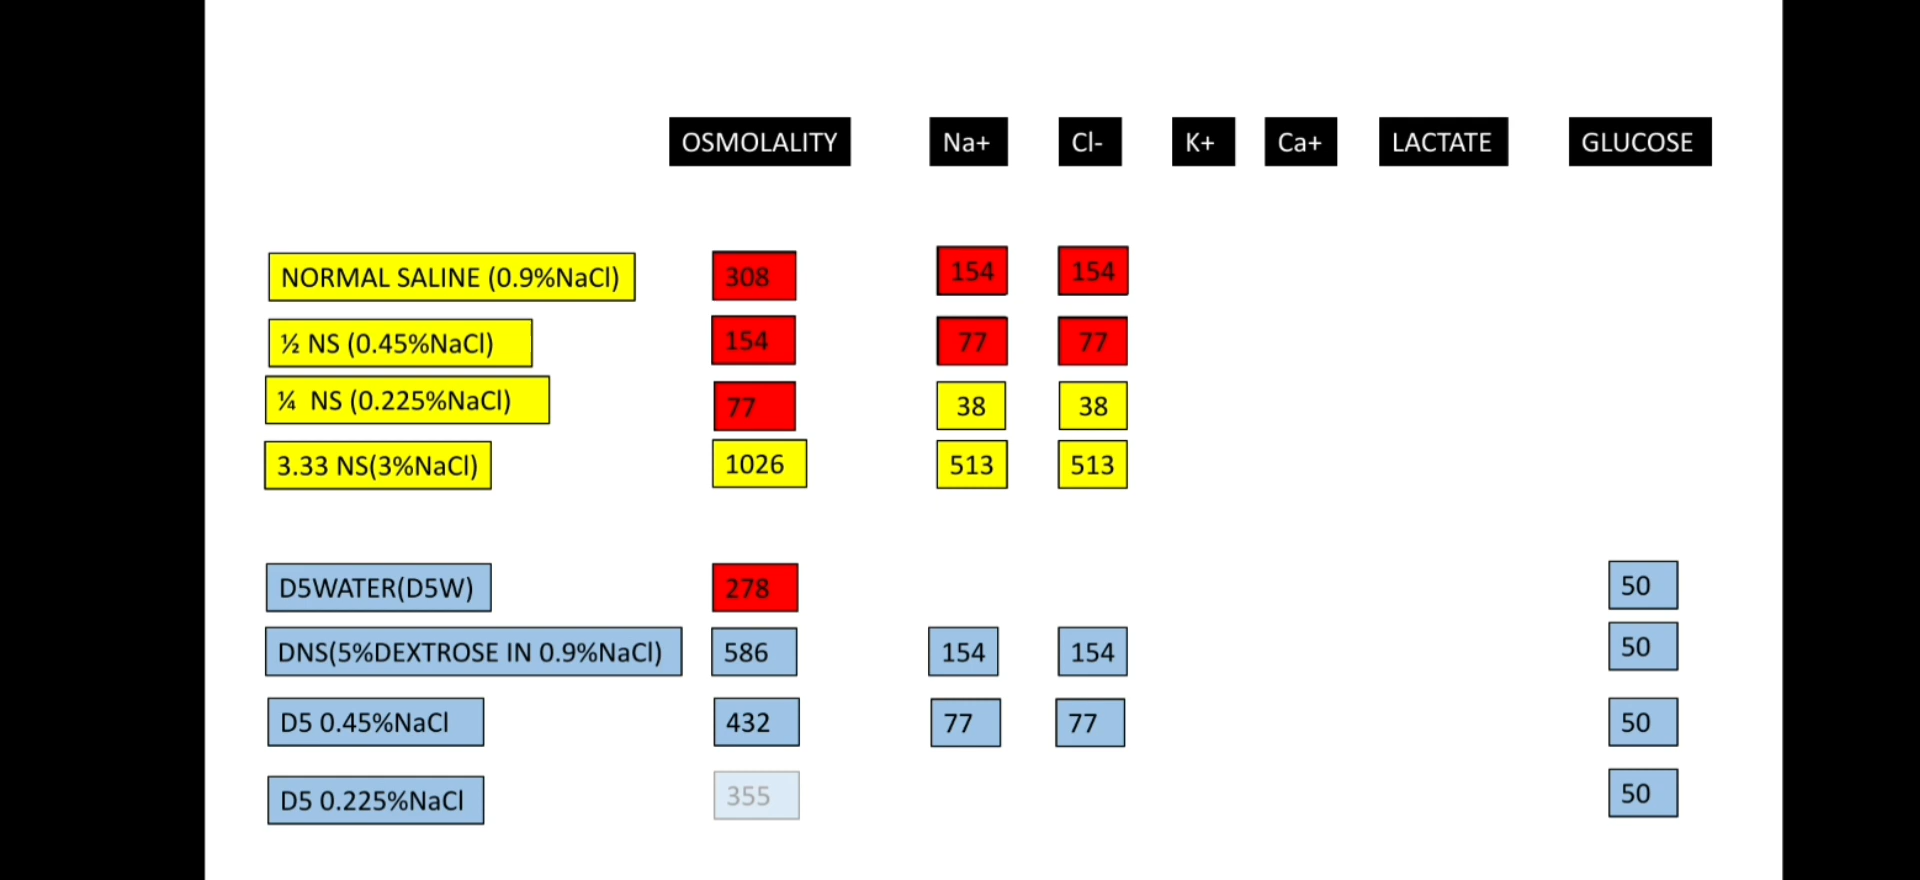 OSMOLALITY Na+ Cl- K+ Ca+ LACTATE GLUCOSE
NORMAL SALINE (0.9%NaCl) 308 154 154
½ NS (0.45%NaCl) 154 77 77
¼ NS (0.225%NaCl) 77 38 38
3.33 NS(3%NaCl) 1026 513 513
D5WATER(D5W) 278 50
DNS(5%DEXTROSE IN 0.9%NaCl) 586 154 154 50
D5 0.45%NaCl 432 77 77 50
D5 0.225%NaCl 355 50